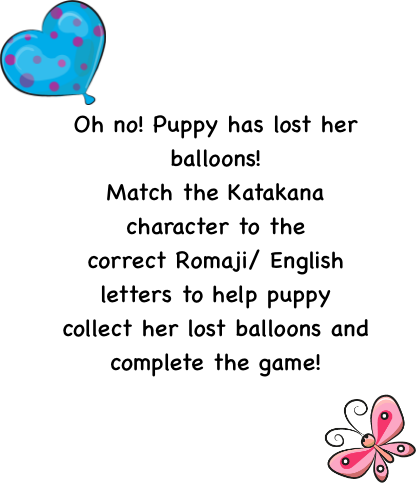 Oh no! Puppy has lost her
balloons!
Match the Katakana
character to the
correct Romaji/ English
letters to help puppy
collect her lost balloons and
complete the game!